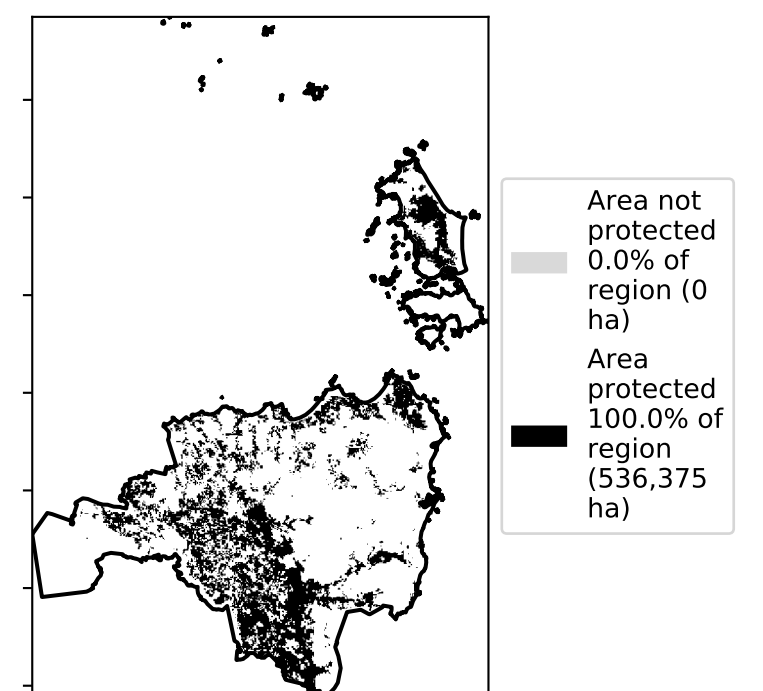 Area not
protected
0.0% of
region (0
ha)
Area
protected
100.0% of
region
(536,375
ha)